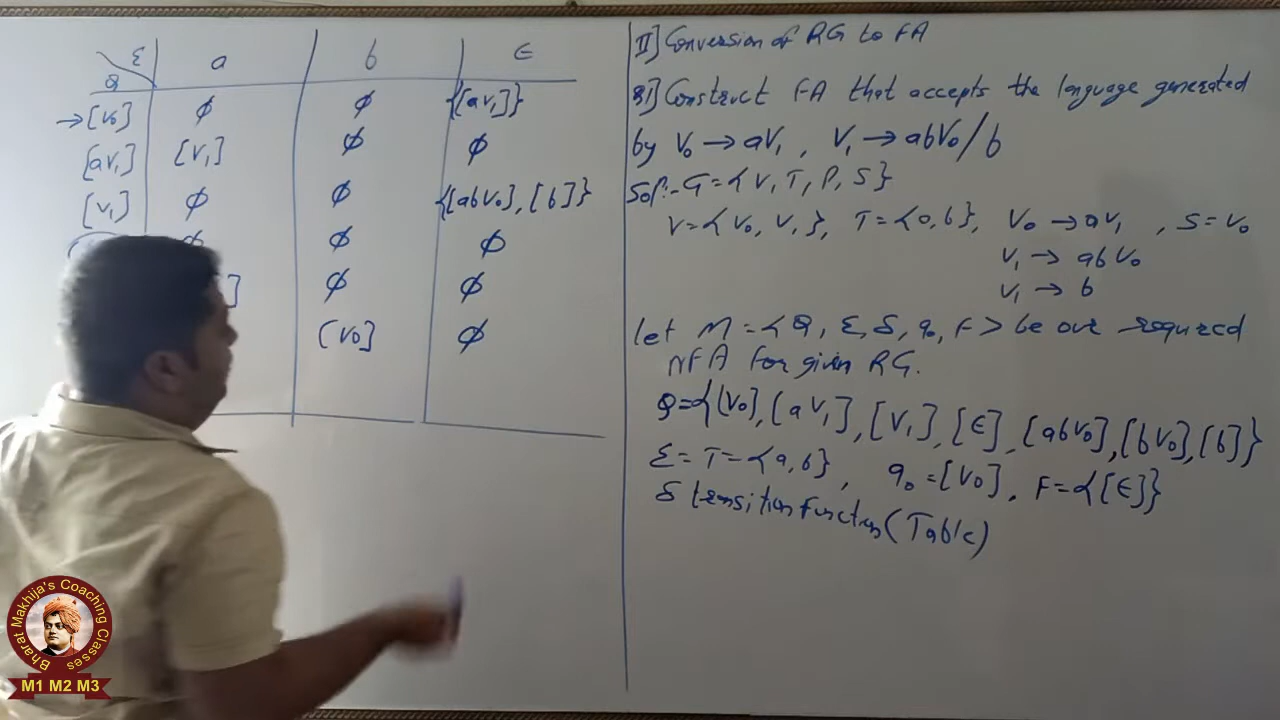 Σ a b ∈
Q
→[V₀] φ φ {[aV₁]}
[aV₁] [V₁] φ φ
[V₁] φ φ {[abV₀], [b]}
φ φ φ
] φ φ
[V₀] φ
II] Conversion of RG to FA
Q1] Construct FA that accepts the language generated
by V₀ → aV₁, V₁ → abV₀/b
Solⁿ:- G = {V, T, P, S}
V = {V₀, V₁}, T = {a, b}, V₀ → aV₁, S = V₀
V₁ → abV₀
V₁ → b
let M = <Q, Σ, δ, q₀, F> be our required
NFA for given RG.
Q = {[V₀], [aV₁], [V₁], [∈], [abV₀], [bV₀], [b]}
Σ = T = {a, b}, q₀ = [V₀], F = {[∈]}
δ transition function (Table)
Bharat Makhija's Coaching Classes
M1 M2 M3